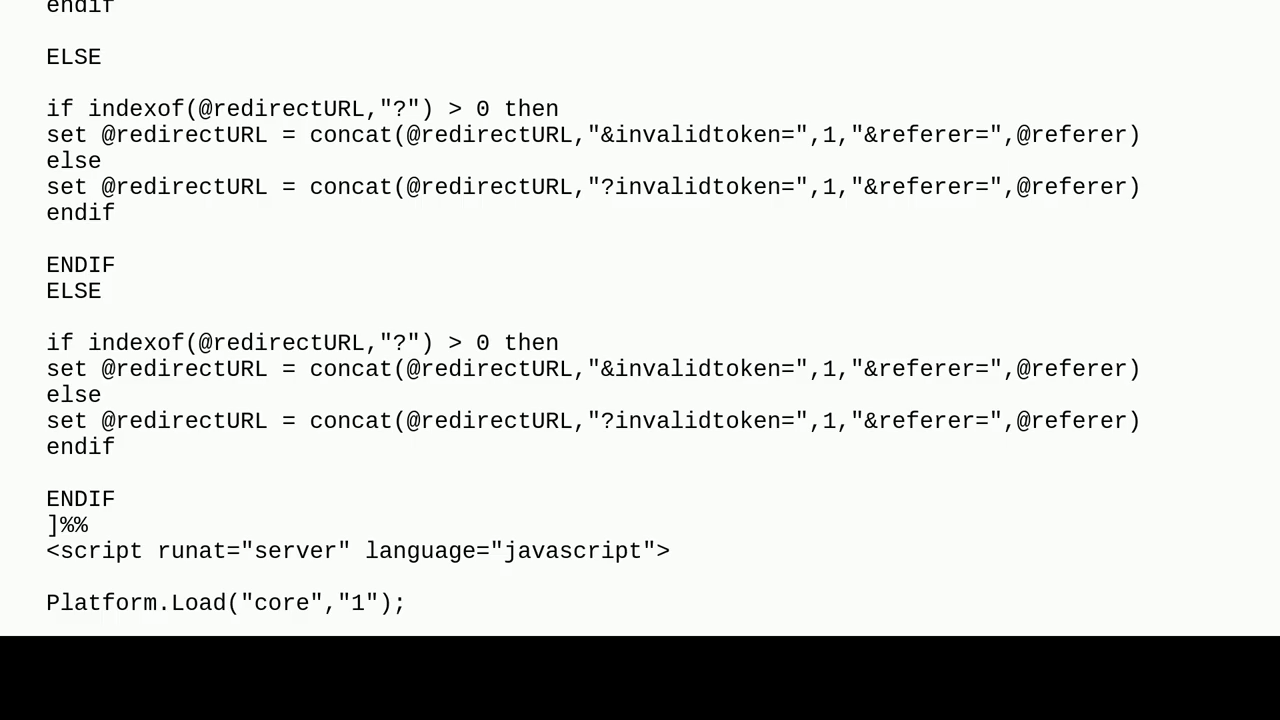 endif
ELSE
if indexof(@redirectURL,"?") > 0 then
set @redirectURL = concat(@redirectURL,"&invalidtoken=",1,"&referer=",@referer)
else
set @redirectURL = concat(@redirectURL,"?invalidtoken=",1,"&referer=",@referer)
endif
ENDIF
ELSE
if indexof(@redirectURL,"?") > 0 then
set @redirectURL = concat(@redirectURL,"&invalidtoken=",1,"&referer=",@referer)
else
set @redirectURL = concat(@redirectURL,"?invalidtoken=",1,"&referer=",@referer)
endif
ENDIF
]%%
<script runat="server" language="javascript">
Platform.Load("core","1");